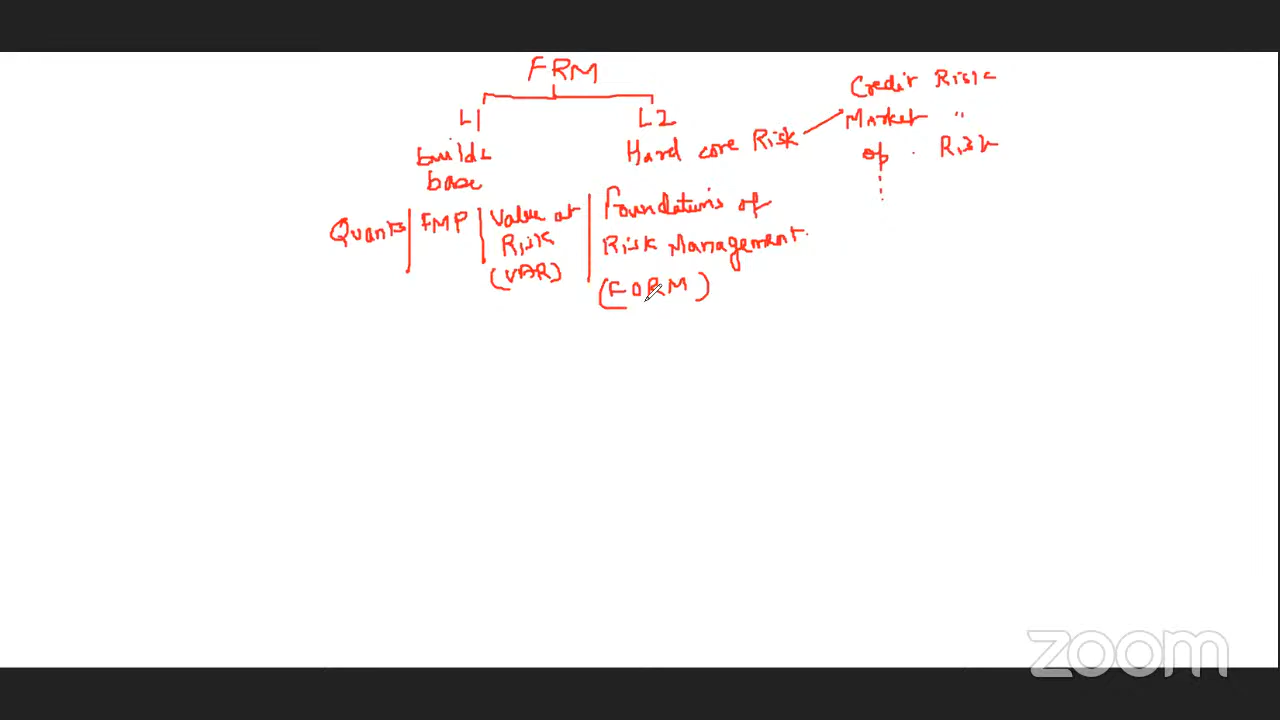 FRM
L1
builds
base
L2
Hard core Risk
Credit Risk
Market "
op. Risk
Quants
FMP
Value at
Risk
(VAR)
Foundations of
Risk Management.
(FORM)
zoom